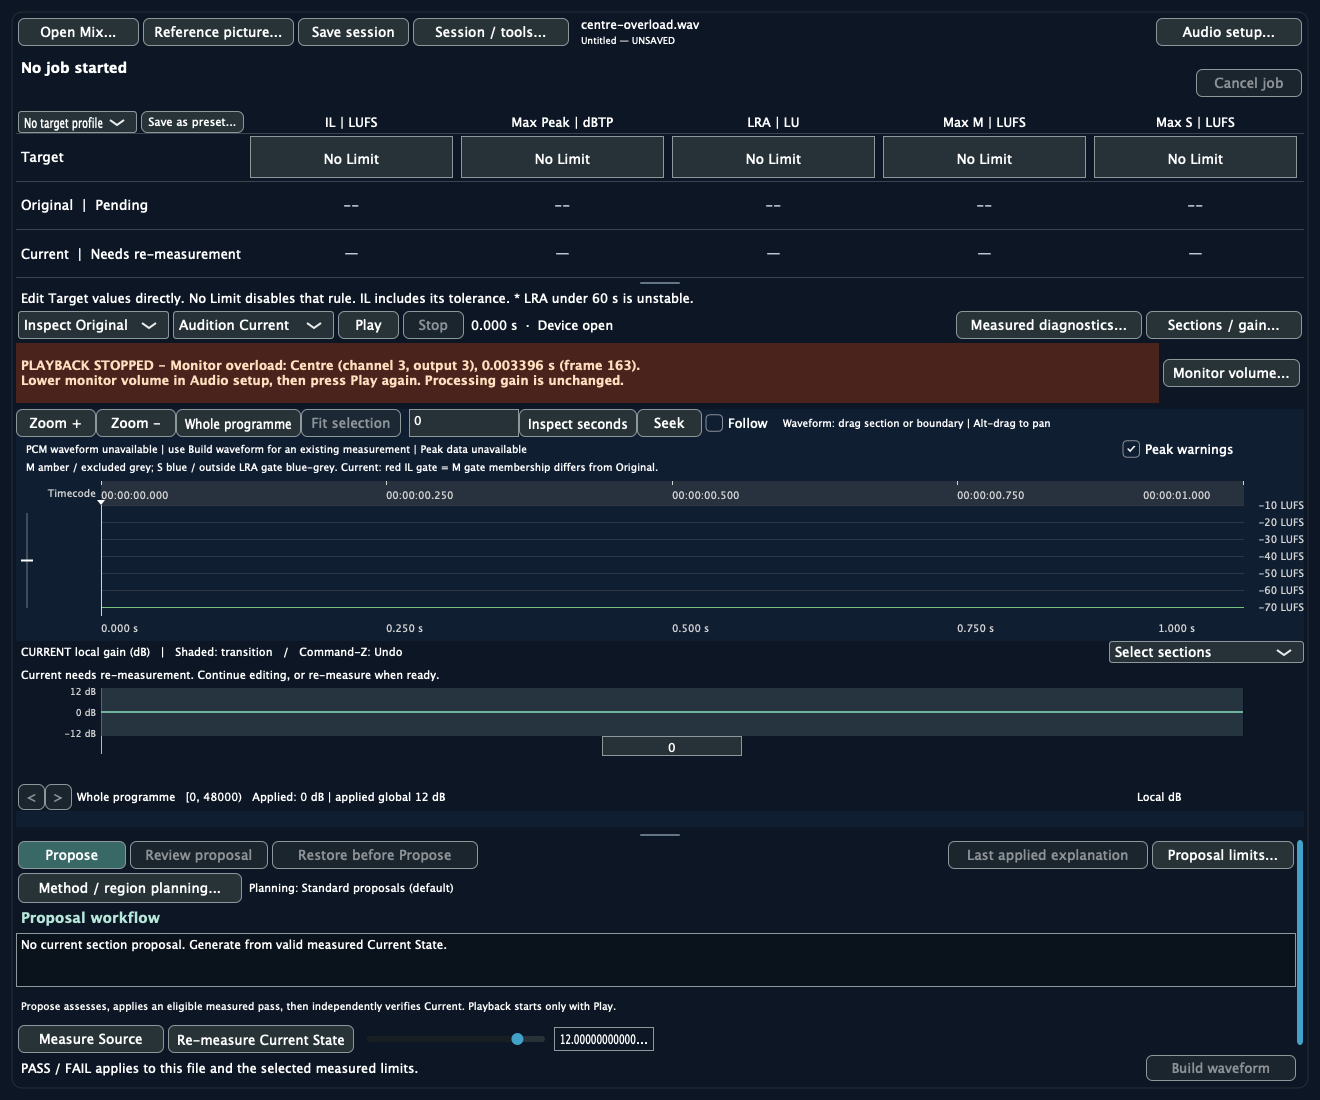 Open Mix...
Reference picture...
Save session
Session / tools...
centre-overload.wav
Untitled — UNSAVED
Audio setup...
No job started
Cancel job
No target profile
Save as preset...
IL | LUFS
Max Peak | dBTP
LRA | LU
Max M | LUFS
Max S | LUFS
Target
No Limit
No Limit
No Limit
No Limit
No Limit
Original | Pending
--
--
--
--
--
Current | Needs re-measurement
—
—
—
—
—
Edit Target values directly. No Limit disables that rule. IL includes its tolerance. * LRA under 60 s is unstable.
Inspect Original
Audition Current
Play
Stop
0.000 s · Device open
Measured diagnostics...
Sections / gain...
PLAYBACK STOPPED – Monitor overload: Centre (channel 3, output 3), 0.003396 s (frame 163).
Lower monitor volume in Audio setup, then press Play again. Processing gain is unchanged.
Monitor volume...
Zoom +
Zoom –
Whole programme
Fit selection
0
Inspect seconds
Seek
Follow
Waveform: drag section or boundary | Alt-drag to pan
PCM waveform unavailable | use Build waveform for an existing measurement | Peak data unavailable
Peak warnings
M amber / excluded grey; S blue / outside LRA gate blue-grey. Current: red IL gate = M gate membership differs from Original.
Timecode
00:00:00.000
00:00:00.250
00:00:00.500
00:00:00.750
00:00:01.000
-10 LUFS
-20 LUFS
-30 LUFS
-40 LUFS
-50 LUFS
-60 LUFS
-70 LUFS
0.000 s
0.250 s
0.500 s
0.750 s
1.000 s
CURRENT local gain (dB) | Shaded: transition / Command-Z: Undo
Select sections
Current needs re-measurement. Continue editing, or re-measure when ready.
12 dB
0 dB
-12 dB
0
<
>
Whole programme [0, 48000) Applied: 0 dB | applied global 12 dB
Local dB
Propose
Review proposal
Restore before Propose
Last applied explanation
Proposal limits...
Method / region planning...
Planning: Standard proposals (default)
Proposal workflow
No current section proposal. Generate from valid measured Current State.
Propose assesses, applies an eligible measured pass, then independently verifies Current. Playback starts only with Play.
Measure Source
Re-measure Current State
12.00000000000...
PASS / FAIL applies to this file and the selected measured limits.
Build waveform